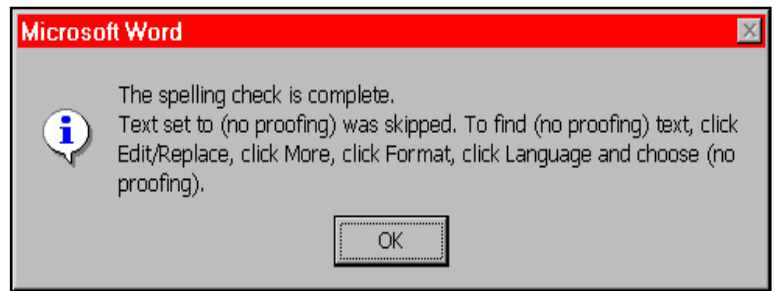 Microsoft Word
The spelling check is complete.
Text set to (no proofing) was skipped. To find (no proofing) text, click
Edit/Replace, click More, click Format, click Language and choose (no
proofing).
OK